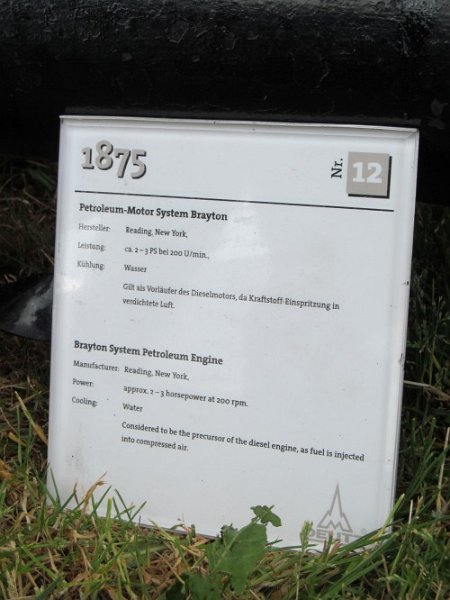 1875
Nr. 12
Petroleum-Motor System Brayton
Hersteller: Reading, New York,
Leistung: ca. 2 – 3 PS bei 200 U/min.,
Kühlung: Wasser
Gilt als Vorläufer des Dieselmotors, da Kraftstoff-Einspritzung in
verdichtete Luft.
Brayton System Petroleum Engine
Manufacturer: Reading, New York,
Power: approx. 2 – 3 horsepower at 200 rpm.
Cooling: Water
Considered to be the precursor of the diesel engine, as fuel is injected
into compressed air.
DEUTZ